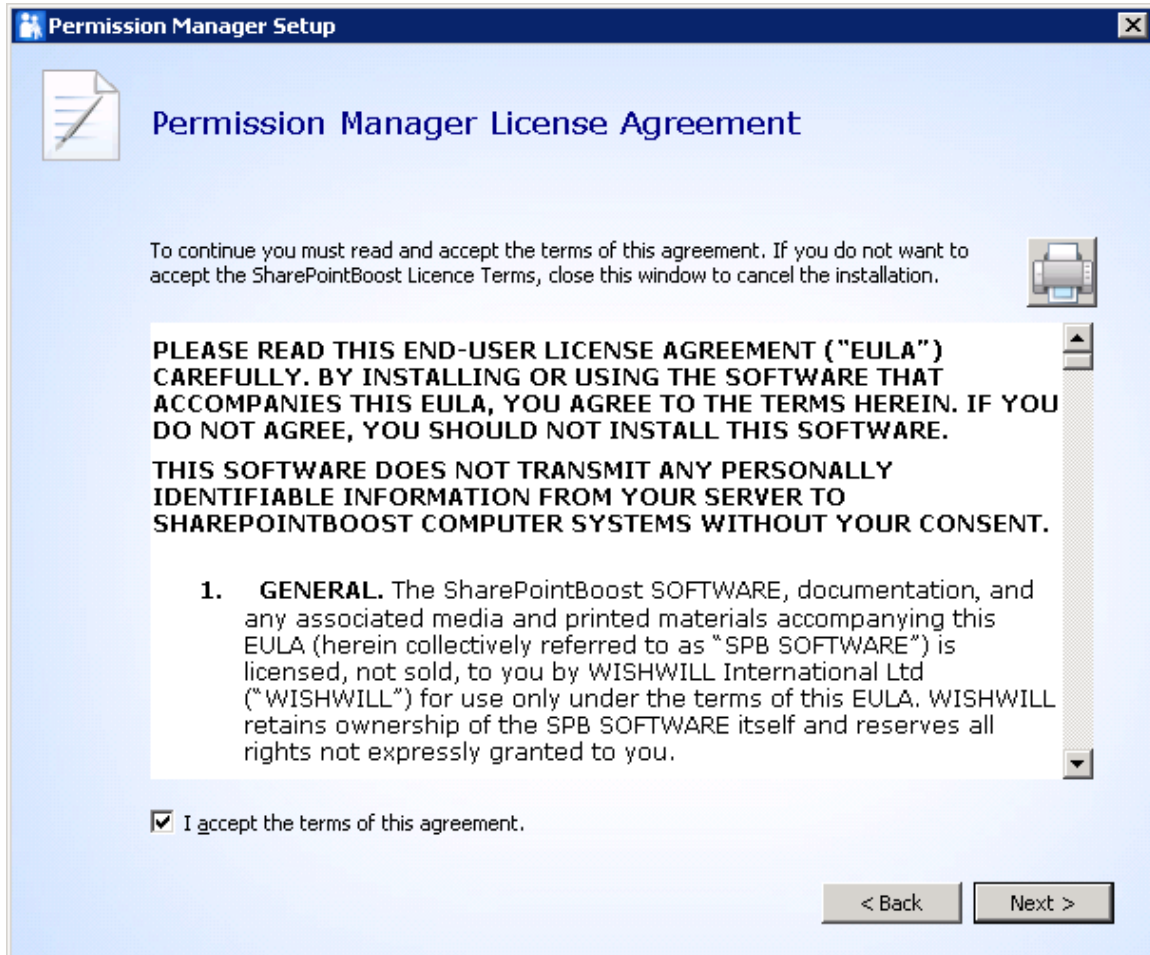 Permission Manager Setup
Permission Manager License Agreement
To continue you must read and accept the terms of this agreement. If you do not want to
accept the SharePointBoost Licence Terms, close this window to cancel the installation.
PLEASE READ THIS END-USER LICENSE AGREEMENT ("EULA")
CAREFULLY. BY INSTALLING OR USING THE SOFTWARE THAT
ACCOMPANIES THIS EULA, YOU AGREE TO THE TERMS HEREIN. IF YOU
DO NOT AGREE, YOU SHOULD NOT INSTALL THIS SOFTWARE.
THIS SOFTWARE DOES NOT TRANSMIT ANY PERSONALLY
IDENTIFIABLE INFORMATION FROM YOUR SERVER TO
SHAREPOINTBOOST COMPUTER SYSTEMS WITHOUT YOUR CONSENT.
1. GENERAL. The SharePointBoost SOFTWARE, documentation, and
any associated media and printed materials accompanying this
EULA (herein collectively referred to as “SPB SOFTWARE”) is
licensed, not sold, to you by WISHWILL International Ltd
(“WISHWILL”) for use only under the terms of this EULA. WISHWILL
retains ownership of the SPB SOFTWARE itself and reserves all
rights not expressly granted to you.
I accept the terms of this agreement.
< Back
Next >